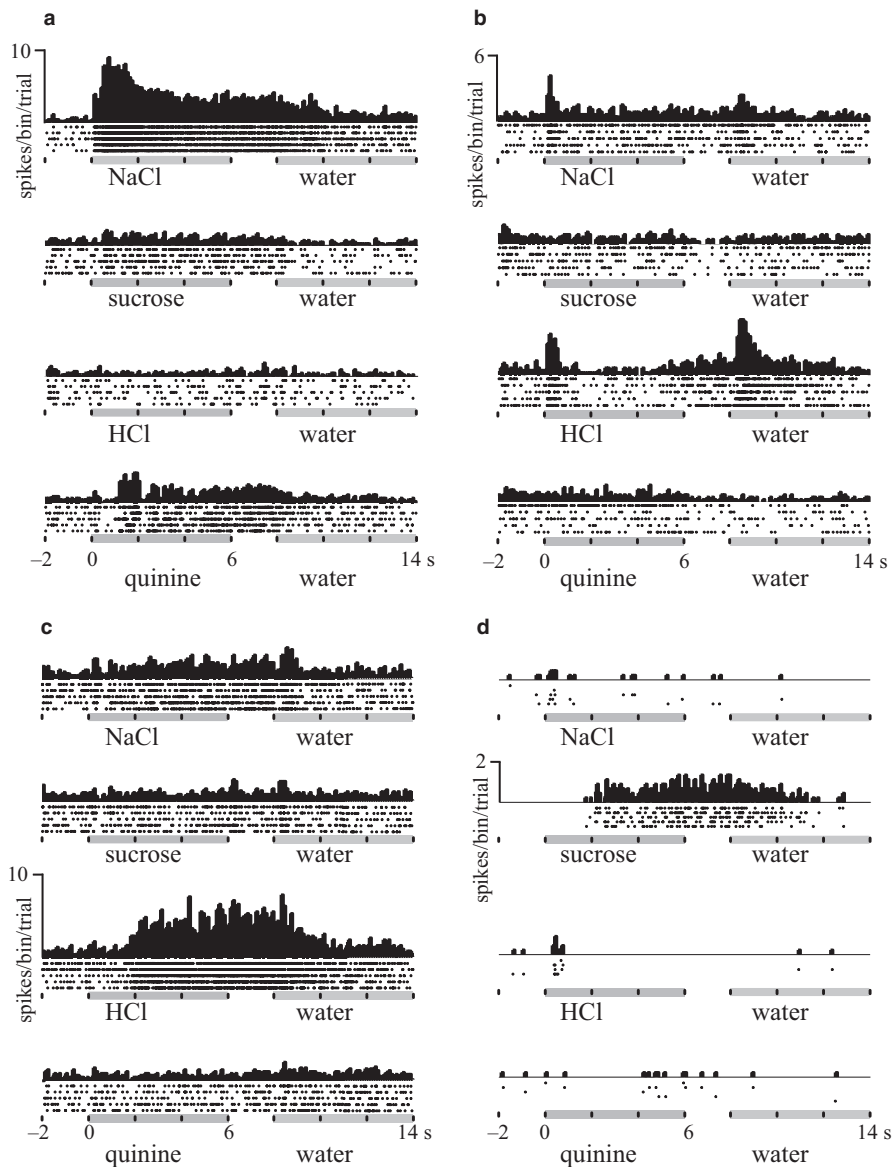 a
10
spikes/bin/trial
NaCl water
sucrose water
HCl water
–2 0 6 14 s
quinine water
b
6
spikes/bin/trial
NaCl water
sucrose water
HCl water
–2 0 6 14 s
quinine water
c
NaCl water
sucrose water
10
spikes/bin/trial
HCl water
–2 0 6 14 s
quinine water
d
NaCl water
2
spikes/bin/trial
sucrose water
HCl water
–2 0 6 14 s
quinine water